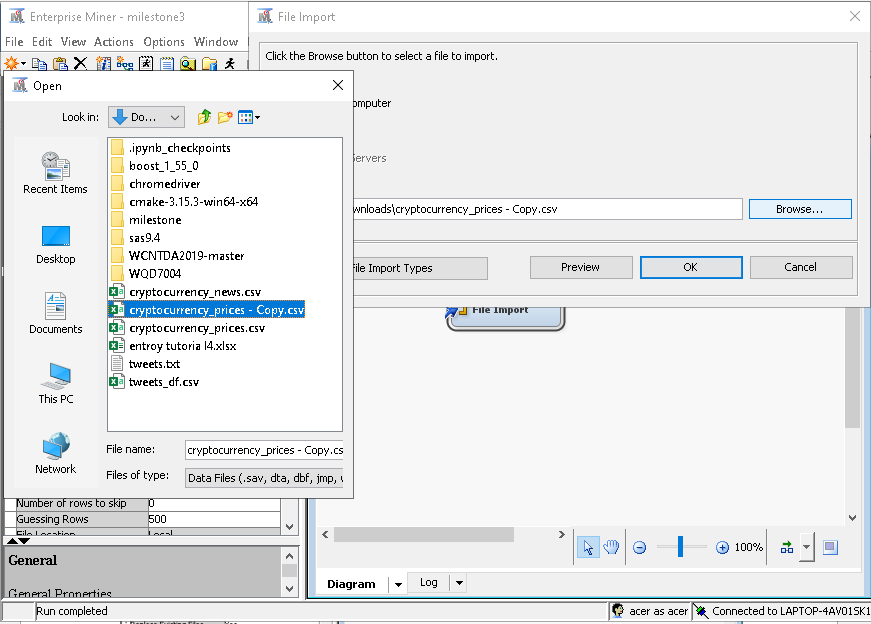 Enterprise Miner - milestone3
File Edit View Actions Options Window
File Import
Click the Browse button to select a file to import.
omputer
Servers
wnloads\cryptocurrency_prices - Copy.csv
Browse...
File Import Types
Preview
OK
Cancel
Open
Look in:
Do...
Recent Items
Desktop
Documents
This PC
Network
.ipynb_checkpoints
boost_1_55_0
chromedriver
cmake-3.15.3-win64-x64
milestone
sas9.4
WCNTDA2019-master
WQD7004
cryptocurrency_news.csv
cryptocurrency_prices - Copy.csv
cryptocurrency_prices.csv
entroy tutoria l4.xlsx
tweets.txt
tweets_df.csv
File name:
cryptocurrency_prices - Copy.cs
Files of type:
Data Files (.sav, dta, dbf, jmp,
File Import
Number of rows to skip 0
Guessing Rows 500
File Location Local
General
General Properties
100%
Diagram
Log
Run completed
acer as acer
Connected to LAPTOP-4AV01SK1